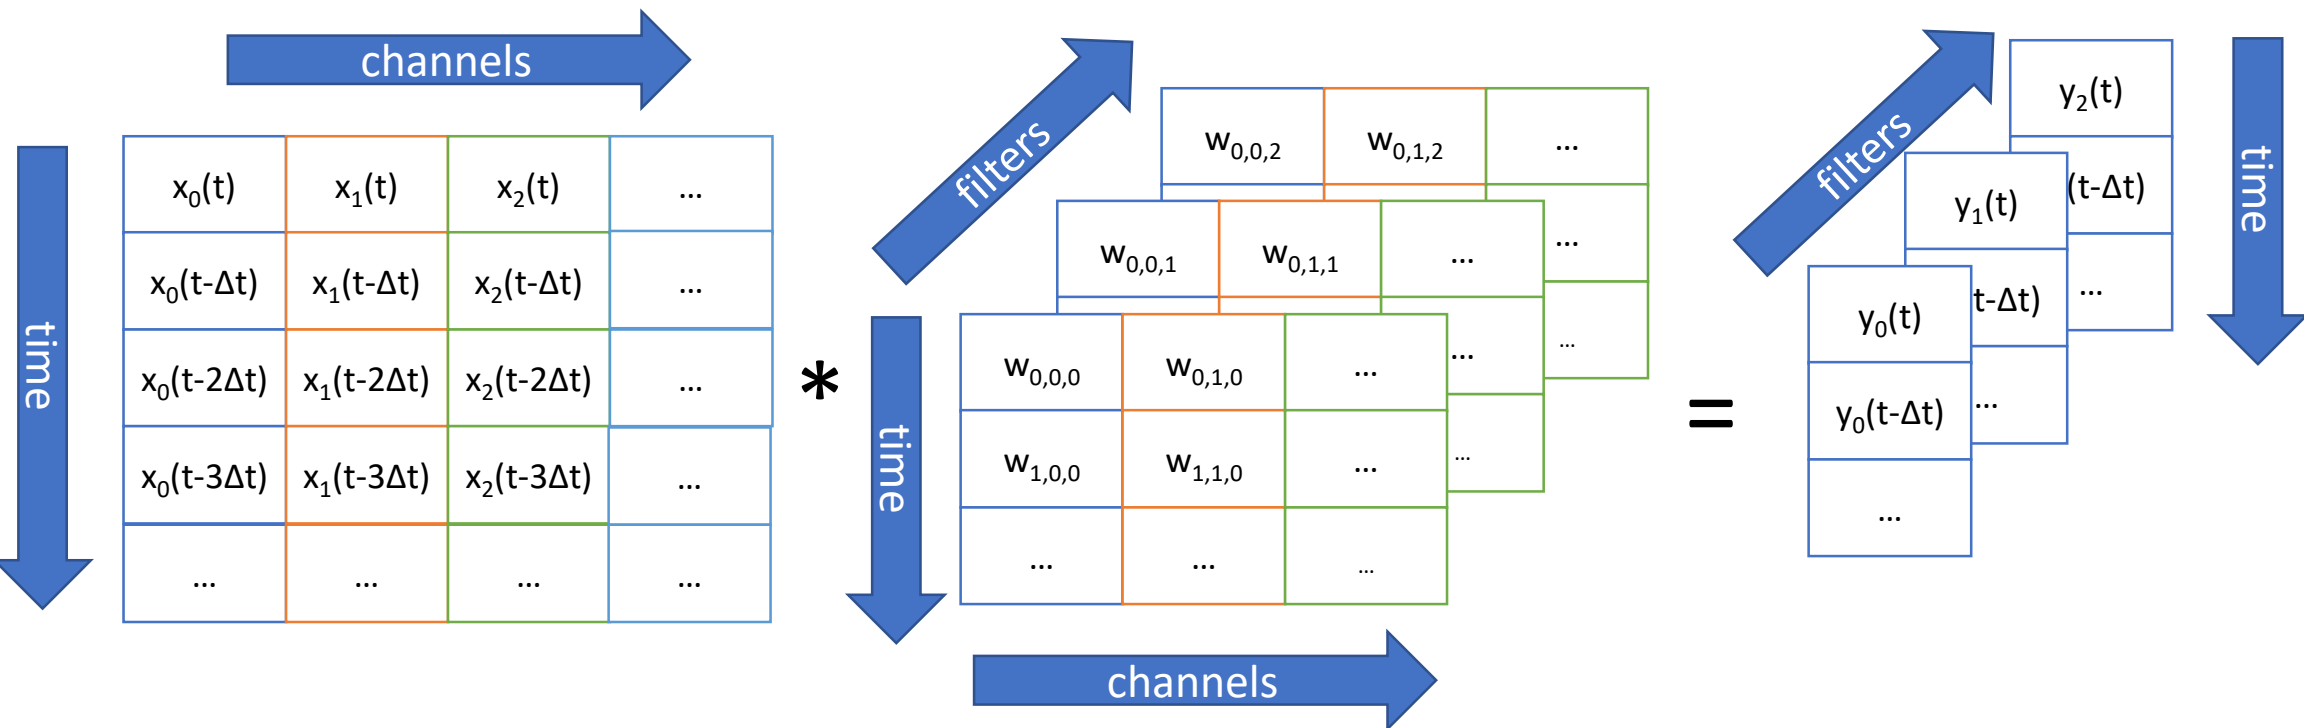 channels
time
x₀(t) x₁(t) x₂(t) ...
x₀(t-Δt) x₁(t-Δt) x₂(t-Δt) ...
x₀(t-2Δt) x₁(t-2Δt) x₂(t-2Δt) ...
x₀(t-3Δt) x₁(t-3Δt) x₂(t-3Δt) ...
... ... ... ...
*
filters
time
w₀,₀,₂ w₀,₁,₂ ...
...
...
w₀,₀,₁ w₀,₁,₁ ...
...
...
w₀,₀,₀ w₀,₁,₀ ...
w₁,₀,₀ w₁,₁,₀ ...
... ... ...
channels
=
filters
y₂(t)
(t-Δt)
...
y₁(t)
t-Δt)
...
y₀(t)
y₀(t-Δt)
...
time